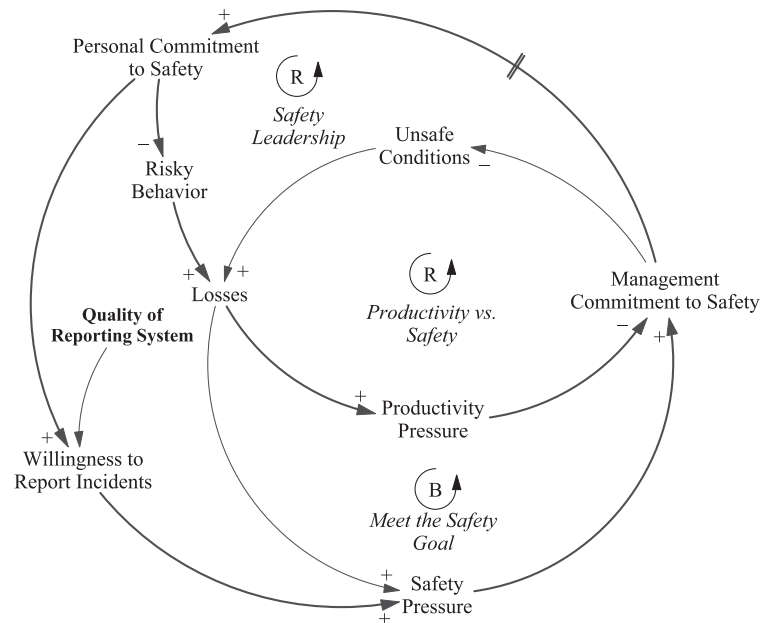 +
Personal Commitment
to Safety
R
Safety
Leadership
Unsafe
Conditions
–
–
Risky
Behavior
+
+
Losses
R
Productivity vs.
Safety
Management
Commitment to Safety
–
+
Quality of
Reporting System
+
Productivity
Pressure
+
Willingness to
Report Incidents
B
Meet the Safety
Goal
+
Safety
Pressure
+